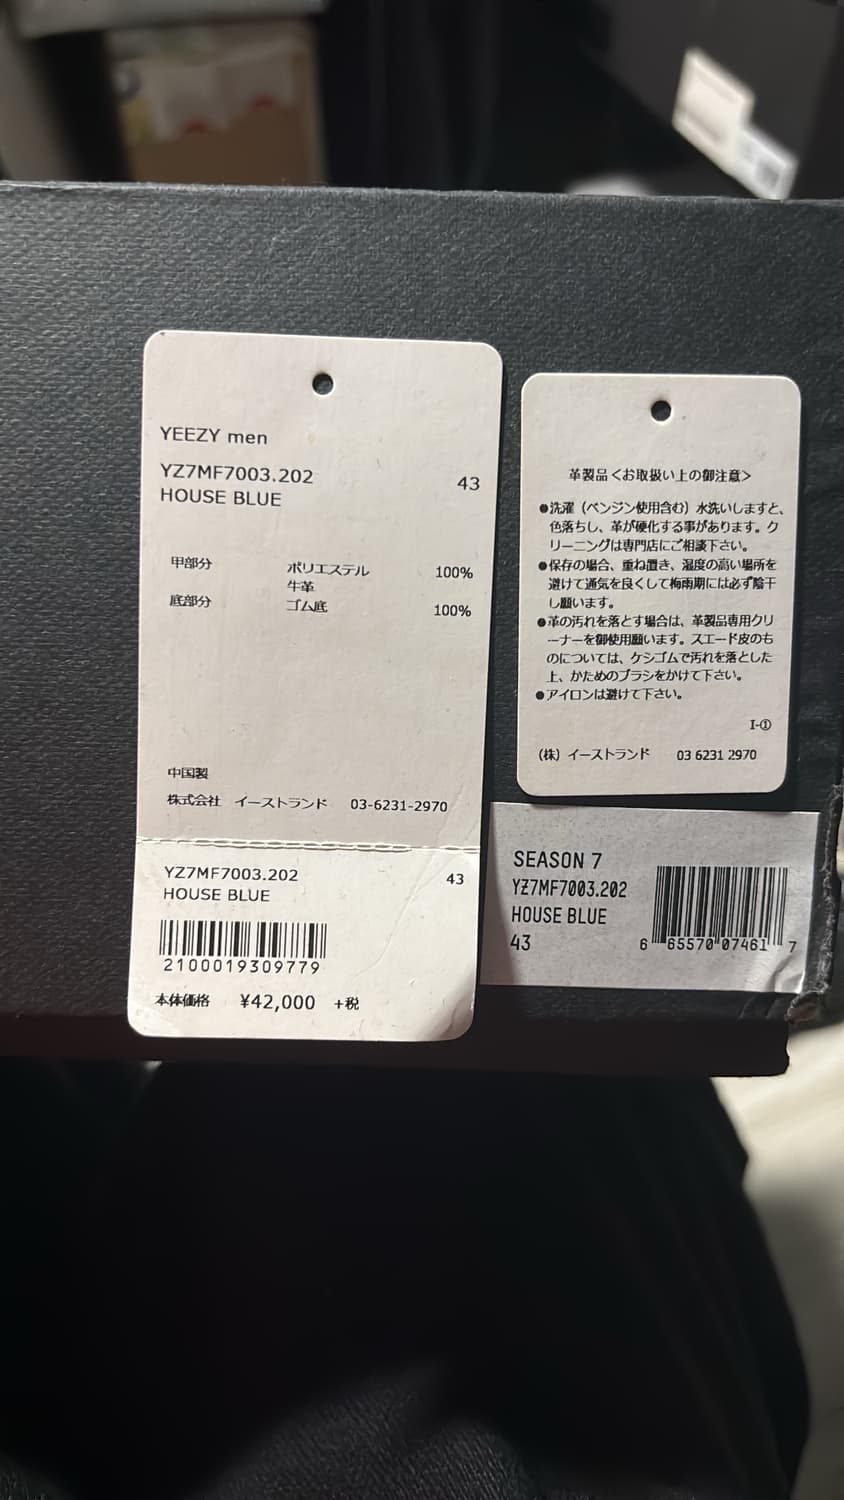 YEEZY men
YZ7MF7003.202 43
HOUSE BLUE
甲部分 ポリエステル 100%
牛革
底部分 ゴム底 100%
中国製
株式会社 イーストランド 03-6231-2970
YZ7MF7003.202 43
HOUSE BLUE
2100019309779
本体価格 ¥42,000 +税
革製品<お取扱い上の御注意>
●洗濯（ベンジン使用含む）水洗いしますと、
色落ちし、革が硬化する事があります。ク
リーニングは専門店にご相談下さい。
●保存の場合、重ね置き、湿度の高い場所を
避けて通気を良くして梅雨期には必ず陰干
し願います。
●革の汚れを落とす場合は、革製品専用クリ
ーナーを御使用願います。スエード皮のも
のについては、ケシゴムで汚れを落とした
上、かためのブラシをかけて下さい。
●アイロンは避けて下さい。
I-①
（株）イーストランド 03 6231 2970
SEASON 7
YZ7MF7003.202
HOUSE BLUE
43
6 65570 07461 7